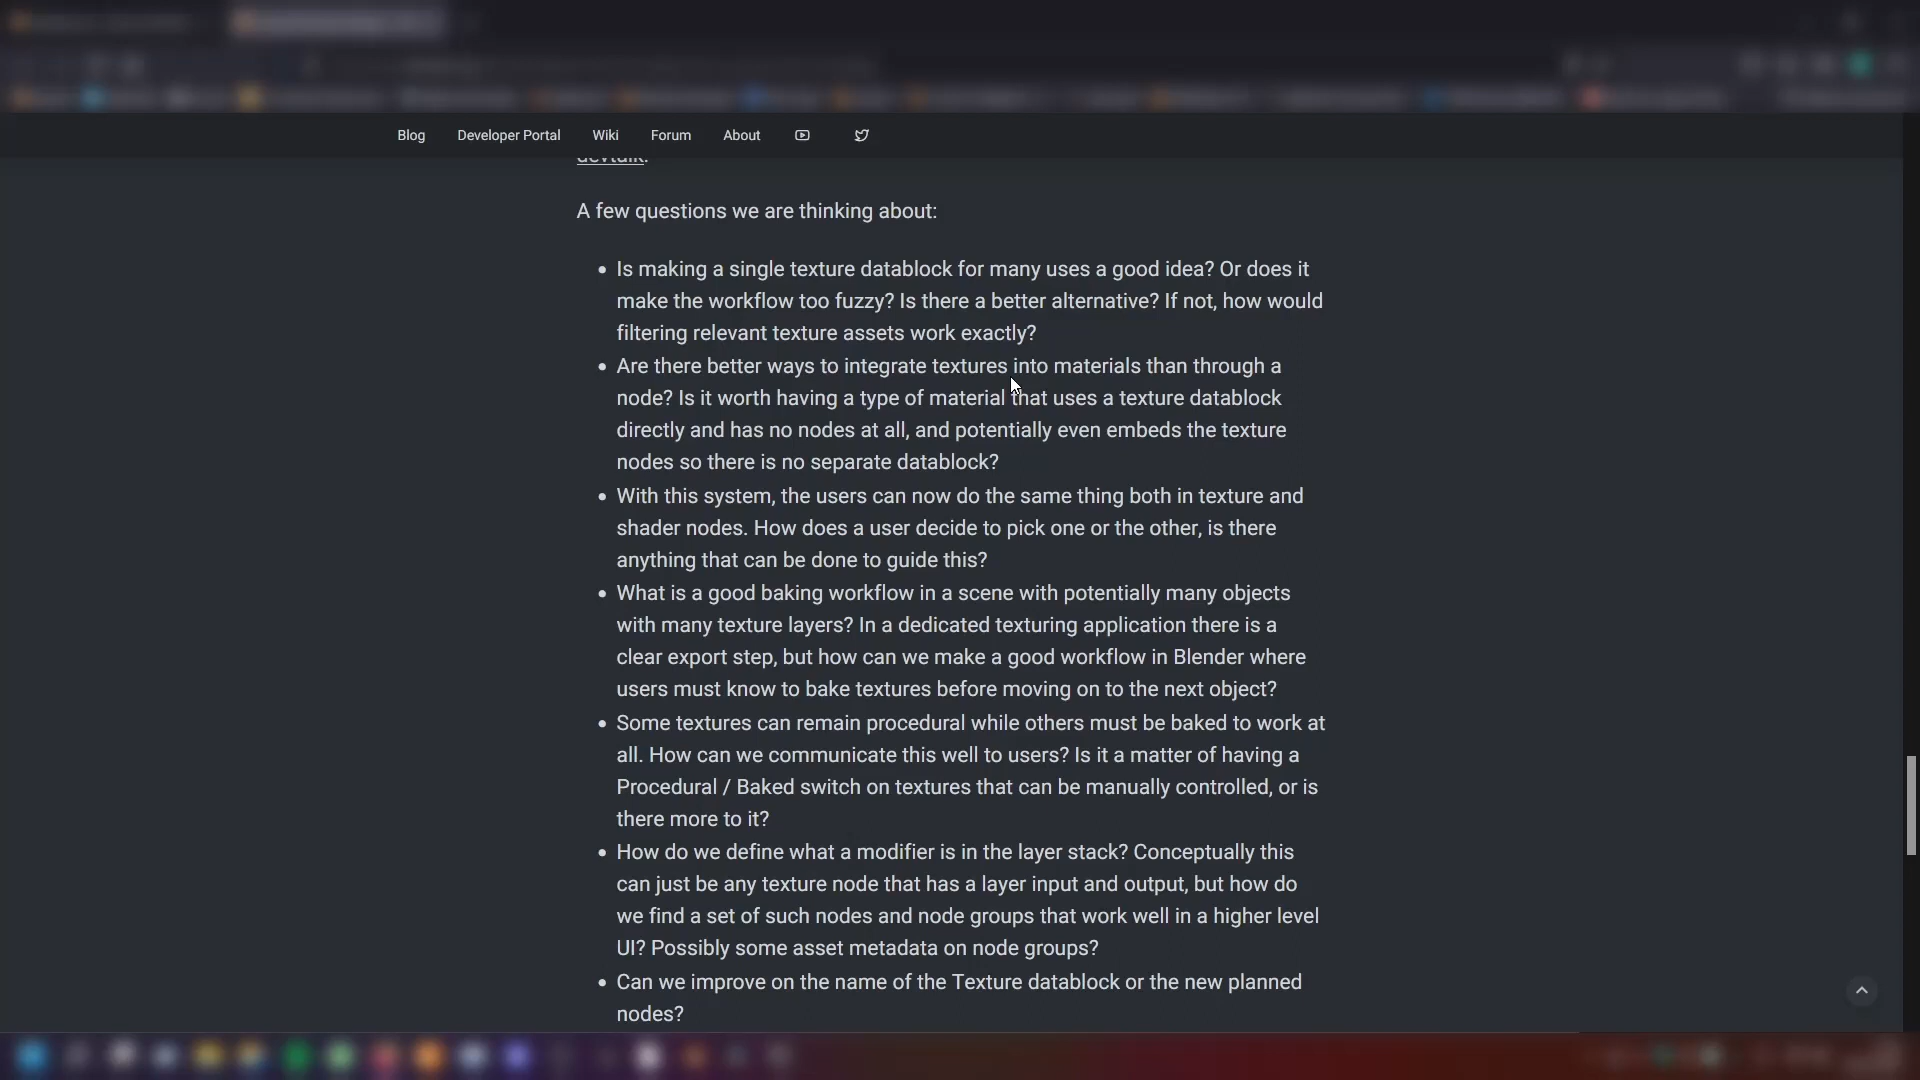 Blog Developer Portal Wiki Forum About
devtalk.
A few questions we are thinking about:
Is making a single texture datablock for many uses a good idea? Or does it
make the workflow too fuzzy? Is there a better alternative? If not, how would
filtering relevant texture assets work exactly?
Are there better ways to integrate textures into materials than through a
node? Is it worth having a type of material that uses a texture datablock
directly and has no nodes at all, and potentially even embeds the texture
nodes so there is no separate datablock?
With this system, the users can now do the same thing both in texture and
shader nodes. How does a user decide to pick one or the other, is there
anything that can be done to guide this?
What is a good baking workflow in a scene with potentially many objects
with many texture layers? In a dedicated texturing application there is a
clear export step, but how can we make a good workflow in Blender where
users must know to bake textures before moving on to the next object?
Some textures can remain procedural while others must be baked to work at
all. How can we communicate this well to users? Is it a matter of having a
Procedural / Baked switch on textures that can be manually controlled, or is
there more to it?
How do we define what a modifier is in the layer stack? Conceptually this
can just be any texture node that has a layer input and output, but how do
we find a set of such nodes and node groups that work well in a higher level
UI? Possibly some asset metadata on node groups?
Can we improve on the name of the Texture datablock or the new planned
nodes?